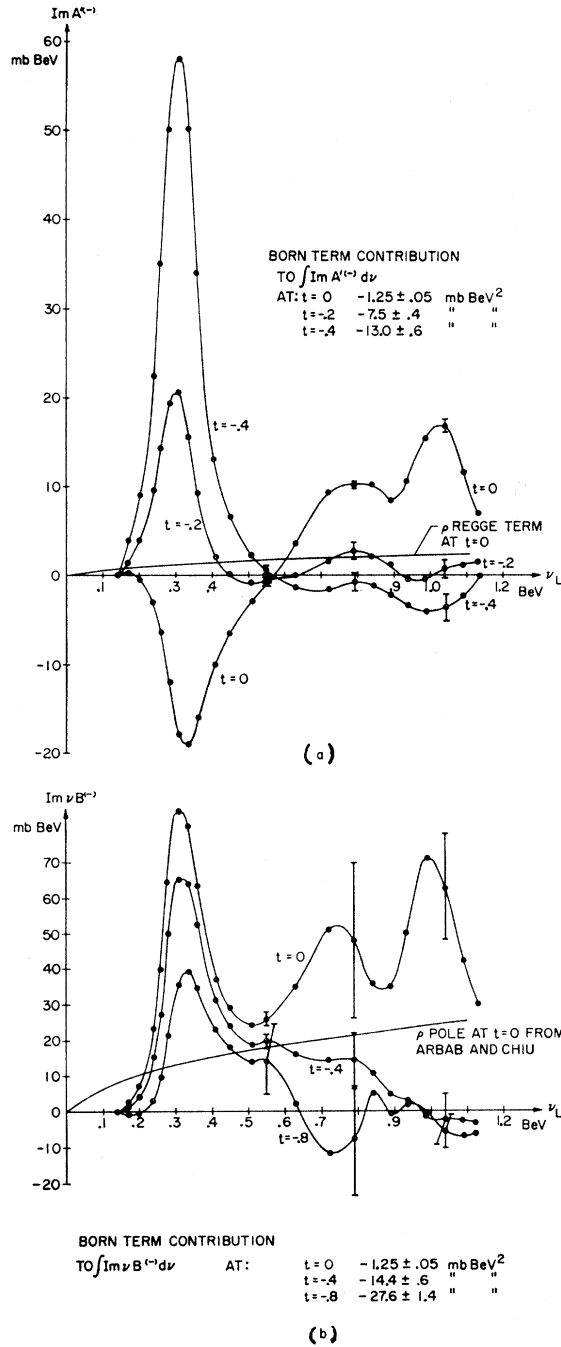 Im A'(-)
mb BeV
60
50
40
30
20
10
0
-10
-20
BORN TERM CONTRIBUTION
TO ∫Im A'(-) dν
AT: t = 0 -1.25 ± .05 mb BeV²
t=-.2 -7.5 ± .4 " "
t=-.4 -13.0 ± .6 " "
t=-.4
t=-.2
t=0
ρ REGGE TERM
AT t=0
t=-.2
t=-.4
t=0
.1 .2 .3 .4 .5 .6 .7 .8 .9 1.0 1.2 ν_L
BeV
(a)
Im ν B(-)
mb BeV
70
60
50
40
30
20
10
0
-10
-20
t=0
ρ POLE AT t=0 FROM
ARBAB AND CHIU
t=-.4
t=-.8
.1 .2 .3 .4 .5 .6 .7 .8 .9 1.0 1.2 ν_L
BeV
BORN TERM CONTRIBUTION
TO ∫Im ν B(-) dν AT: t = 0 -1.25 ± .05 mb BeV²
t=-.4 -14.4 ± .6 " "
t=-.8 -27.6 ± 1.4 " "
(b)